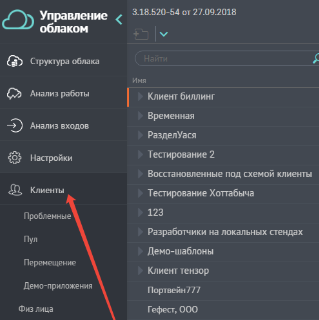 Управление
облаком
3.18.520-54 от 27.09.2018
Структура облака
Найти
Имя
Анализ работы
Клиент биллинг
Временная
Анализ входов
РазделУася
Тестирование 2
Настройки
Восстановленные под схемой клиенты
Клиенты
Тестирование Хоттабыча
Проблемные
123
Разработчики на локальных стендах
Пул
Демо-шаблоны
Перемещение
Клиент тензор
Демо-приложения
Портвейн777
Физ лица
Гефест, ООО